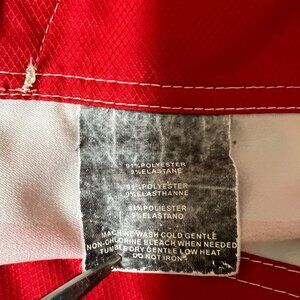 91% POLYESTER
9% ELASTANE
91% POLYESTER
9% ELASTHANNE
91% POLIESTER
9% ELASTANO
MACHINE WASH COLD GENTLE
NON-CHLORINE BLEACH WHEN NEEDED
TUMBLE DRY GENTLE LOW HEAT
DO NOT IRON